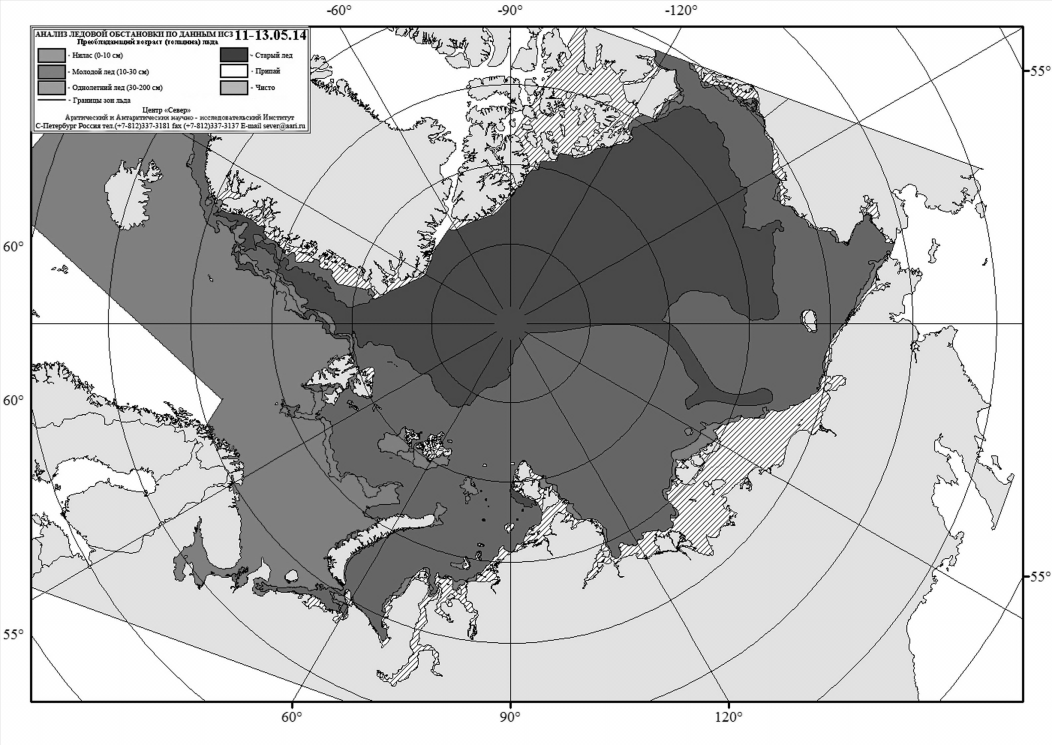 -60° -90° -120°
АНАЛИЗ ЛЕДОВОЙ ОБСТАНОВКИ ПО ДАННЫМ ИСЗ 11-13.05.14
Преобладающий возраст (толщина) льда
- Нилас (0-10 см) - Старый лед
- Молодой лед (10-30 см) - Припай
- Однолетний лед (30-200 см) - Чисто
- Границы зон льда
Центр «Север»
Арктический и Антарктический научно - исследовательский Институт
С-Петербург Россия тел.(+7-812)337-3181 fax (+7-812)337-3137 E-mail sever@aari.ru
55°
60°
60°
55°
55°
60° 90° 120°